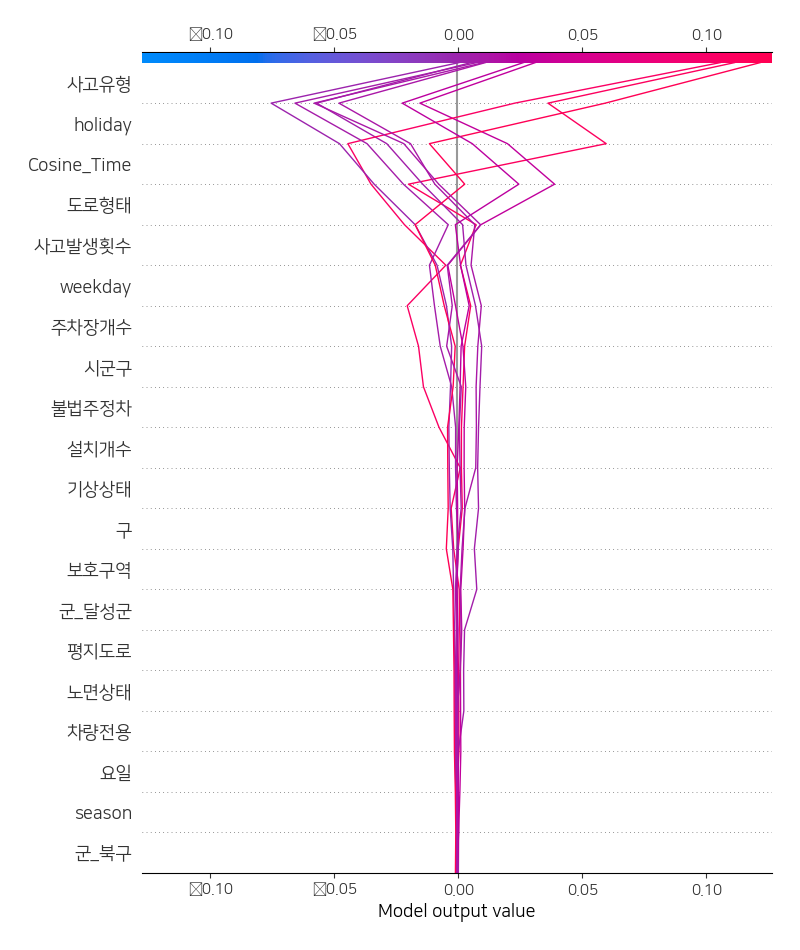 0.10 0.05 0.00 0.05 0.10
사고유형
holiday
Cosine_Time
도로형태
사고발생횟수
weekday
주차장개수
시군구
불법주정차
설치개수
기상상태
구
보호구역
군_달성군
평지도로
노면상태
차량전용
요일
season
군_북구
0.10 0.05 0.00 0.05 0.10
Model output value